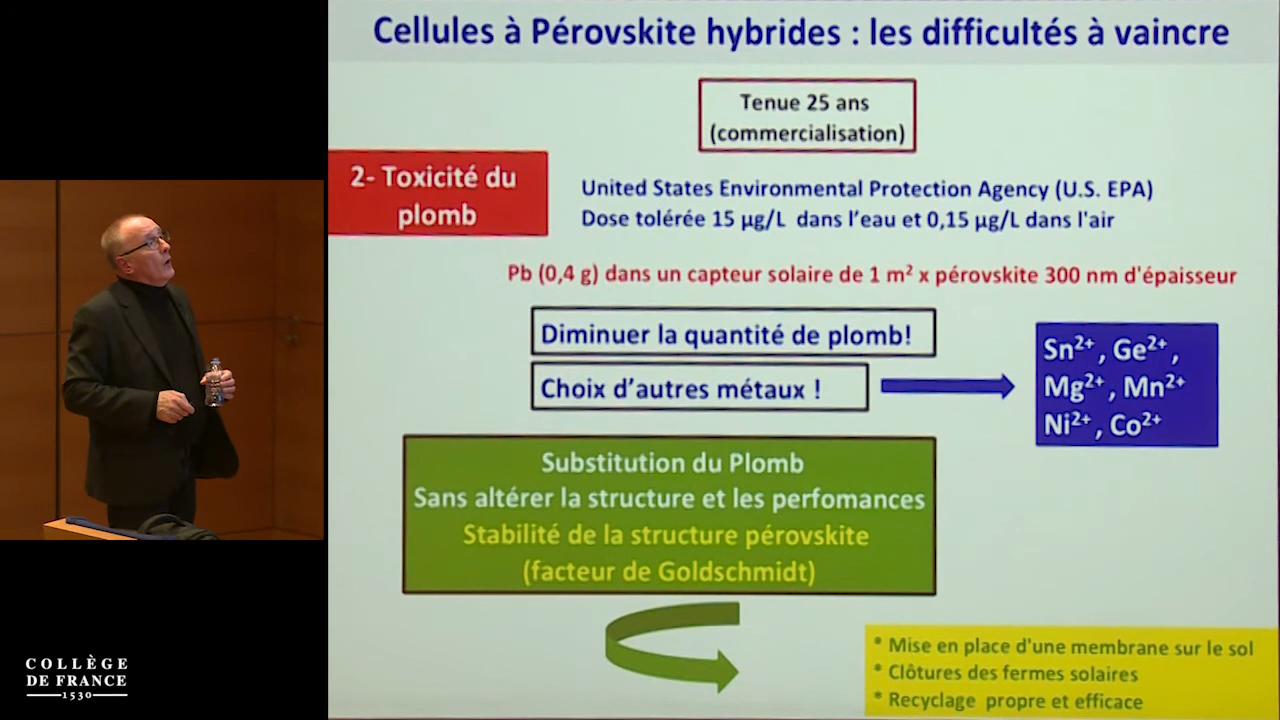 Cellules à Pérovskite hybrides : les difficultés à vaincre
Tenue 25 ans
(commercialisation)
2- Toxicité du
plomb
United States Environmental Protection Agency (U.S. EPA)
Dose tolérée 15 µg/L dans l'eau et 0,15 µg/L dans l'air
Pb (0,4 g) dans un capteur solaire de 1 m² x pérovskite 300 nm d'épaisseur
Diminuer la quantité de plomb!
Choix d'autres métaux !
Sn²⁺ , Ge²⁺ ,
Mg²⁺ , Mn²⁺
Ni²⁺ , Co²⁺
Substitution du Plomb
Sans altérer la structure et les perfomances
Stabilité de la structure pérovskite
(facteur de Goldschmidt)
* Mise en place d'une membrane sur le sol
* Clôtures des fermes solaires
* Recyclage propre et efficace
COLLÈGE
DE FRANCE
1530